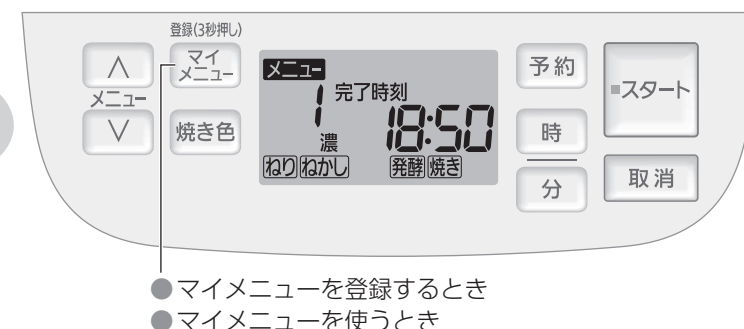 登録(3秒押し)
∧
メニュー
∨
マイ
メニュー
焼き色
メニュー
1
完了時刻
18:50
濃
ねり ねかし 発酵 焼き
予約
時
分
スタート
取消
●マイメニューを登録するとき
●マイメニューを使うとき